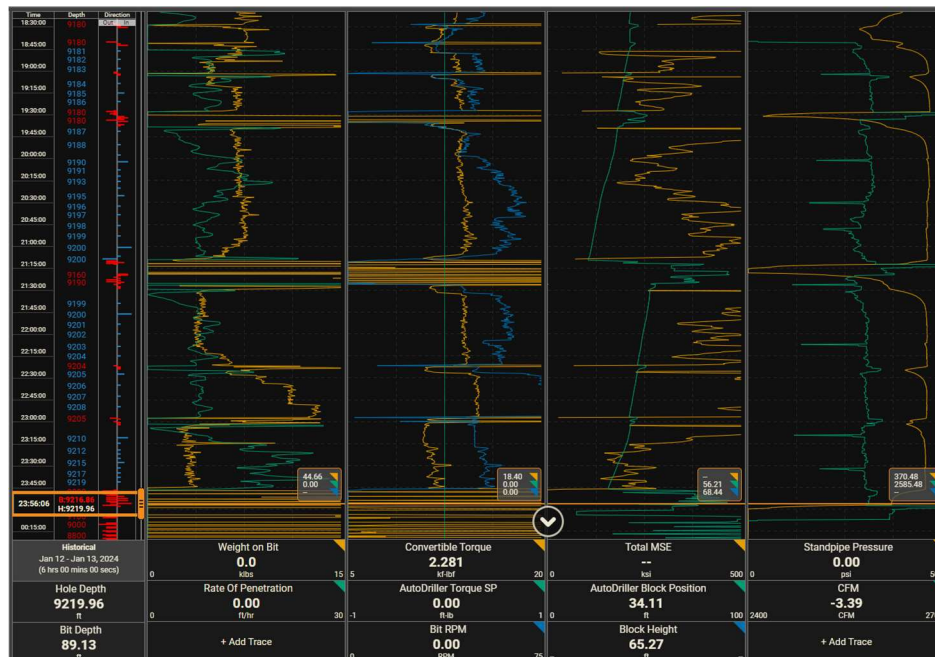 Time Depth Direction
Out In
18:30:00 9180
18:45:00 9180
9181
9182
19:00:00 9183
9184
19:15:00 9185
9186
19:30:00 9180
9180
19:45:00 9187
9188
20:00:00 9190
9191
20:15:00 9193
9195
20:30:00 9196
9197
20:45:00 9198
9199
21:00:00 9200
9200
21:15:00 9160
21:30:00 9190
21:45:00 9199
9200
22:00:00 9201
9202
22:15:00 9203
9204
9204
22:30:00 9205
9206
22:45:00 9207
9208
23:00:00 9205
23:15:00 9210
9212
23:30:00 9215
9217
23:45:00 9219
44.66
0.00
--
18.40
0.00
0.00
--
56.21
68.44
370.48
2585.48
--
23:56:06 B:9216.86
H:9219.96
00:15:00 9000
8800
Historical
Jan 12 - Jan 13, 2024
(6 hrs 00 mins 00 secs)
Hole Depth
9219.96
ft
Bit Depth
89.13
Weight on Bit
0.0
0 klbs 15
Rate Of Penetration
0.00
0 ft/hr 30
+ Add Trace
Convertible Torque
2.281
5 kf-lbf 20
AutoDriller Torque SP
0.00
-1 ft-lb 1
Bit RPM
0.00
0 RPM 75
Total MSE
--
0 ksi 500
AutoDriller Block Position
34.11
0 ft 100
Block Height
65.27
Standpipe Pressure
0.00
0 psi
CFM
-3.39
2400 CFM
+ Add Trace